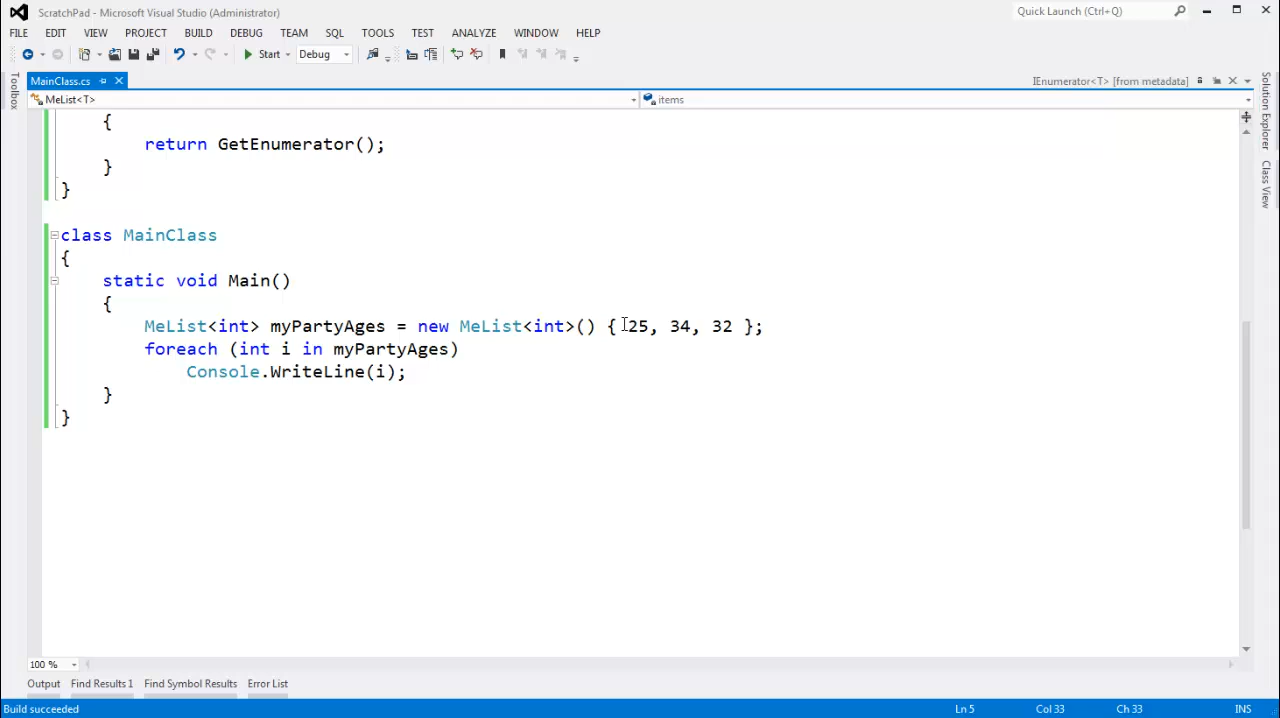 ScratchPad - Microsoft Visual Studio (Administrator)
Quick Launch (Ctrl+Q)
FILE EDIT VIEW PROJECT BUILD DEBUG TEAM SQL TOOLS TEST ANALYZE WINDOW HELP
Start Debug
Toolbox
MainClass.cs
IEnumerator<T> [from metadata]
MeList<T>
items
Solution Explorer
Class View
{
return GetEnumerator();
}
}
class MainClass
{
static void Main()
{
MeList<int> myPartyAges = new MeList<int>() { 25, 34, 32 };
foreach (int i in myPartyAges)
Console.WriteLine(i);
}
}
100 %
Output Find Results 1 Find Symbol Results Error List
Build succeeded Ln 5 Col 33 Ch 33 INS